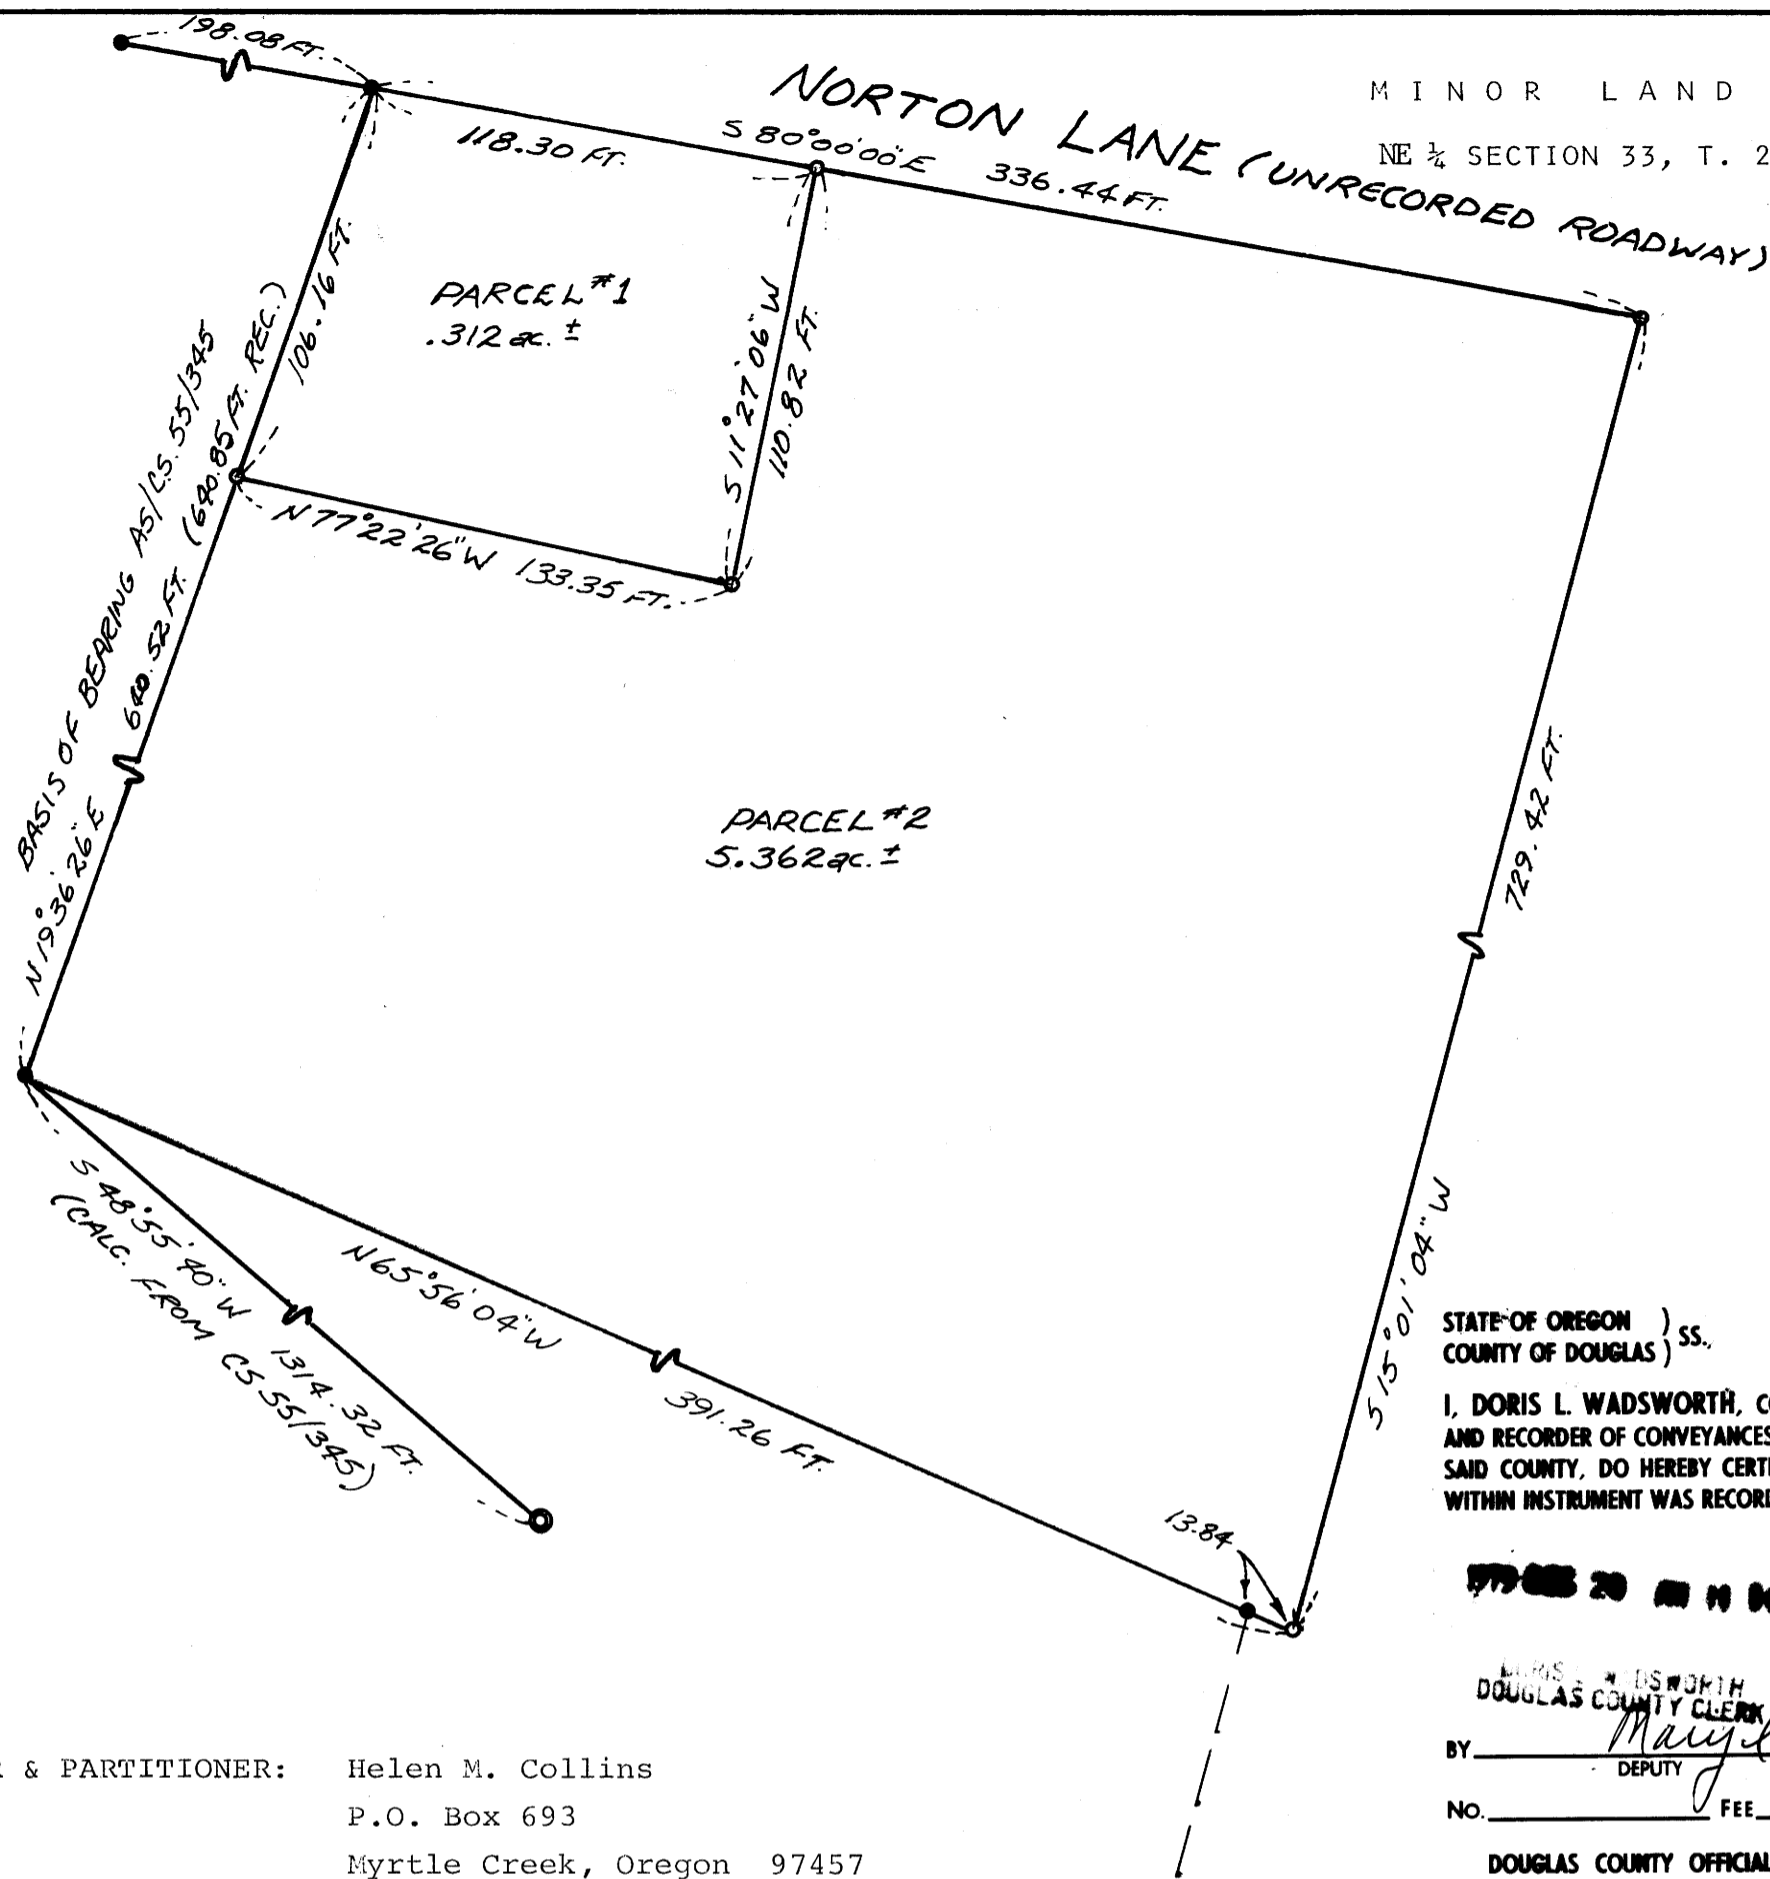 198.08 FT.
MINOR LAND
NE ¼ SECTION 33, T. 2
NORTON LANE (UNRECORDED ROADWAY)
118.30 FT.
S 80°00'00" E 336.44 FT.
106.16 FT.
PARCEL #1
.312 ac. ±
S 11°27'06" W
110.82 FT.
BASIS OF BEARING AS/C.S. 55/345
N 19°36'26" E 640.52 FT. (640.85 FT. REC.)
N 77°22'26" W 133.35 FT.
PARCEL #2
5.362 ac. ±
729.42 FT.
S 15°01'04" W
S 48°55'40" W 1314.32 FT.
(CALC. FROM CS 55/345)
N 65°56'04" W
391.26 FT.
13.84
STATE OF OREGON ) SS.
COUNTY OF DOUGLAS )
I, DORIS L. WADSWORTH, CO
AND RECORDER OF CONVEYANCES
SAID COUNTY, DO HEREBY CERTI
WITHIN INSTRUMENT WAS RECORD
20
DORIS L. WADSWORTH
DOUGLAS COUNTY CLERK
BY
DEPUTY
NO. FEE
DOUGLAS COUNTY OFFICIAL
& PARTITIONER: Helen M. Collins
P.O. Box 693
Myrtle Creek, Oregon 97457